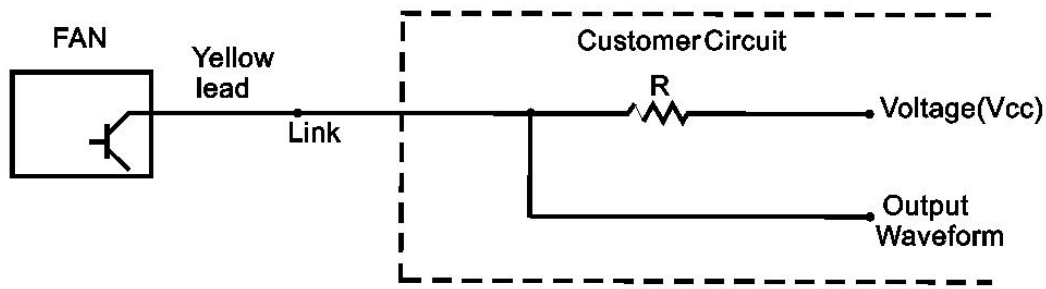 FAN
Yellow
lead
Link
Customer Circuit
R
Voltage(Vcc)
Output
Waveform